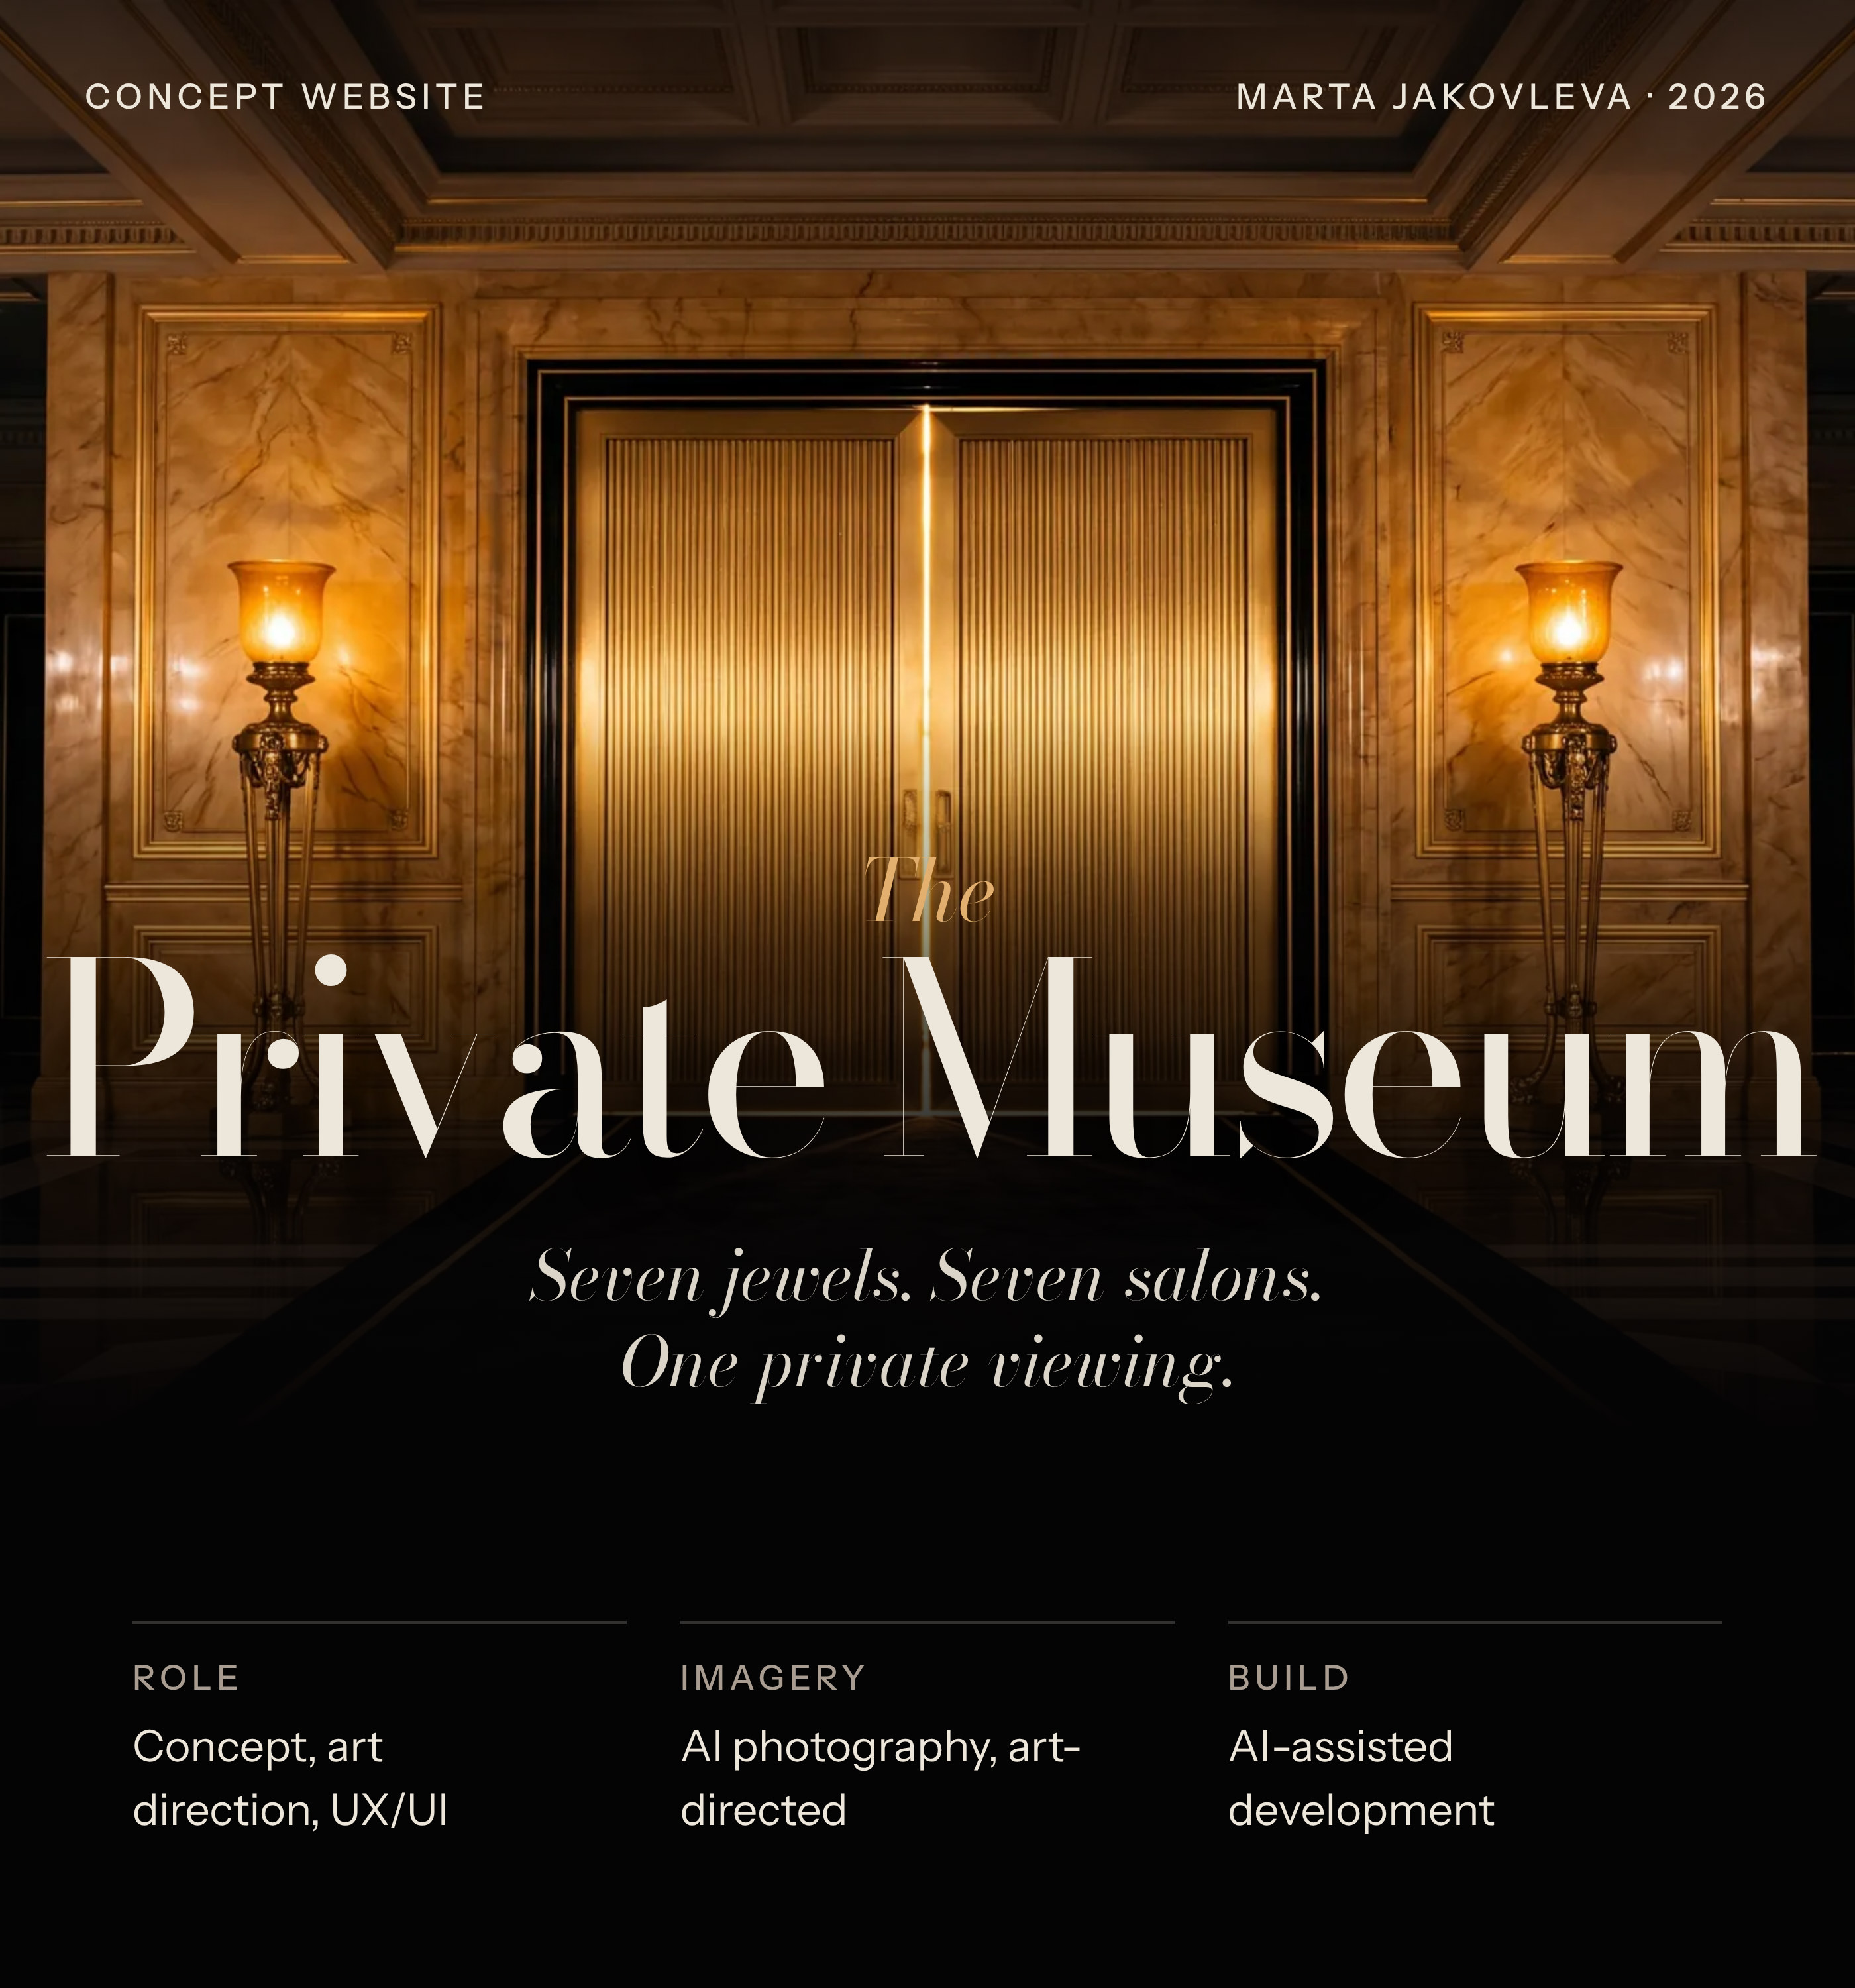 CONCEPT WEBSITE
MARTA JAKOVLEVA · 2026
The
Private Museum
Seven jewels. Seven salons.
One private viewing.
ROLE
Concept, art
direction, UX/UI
IMAGERY
AI photography, art-
directed
BUILD
AI-assisted
development